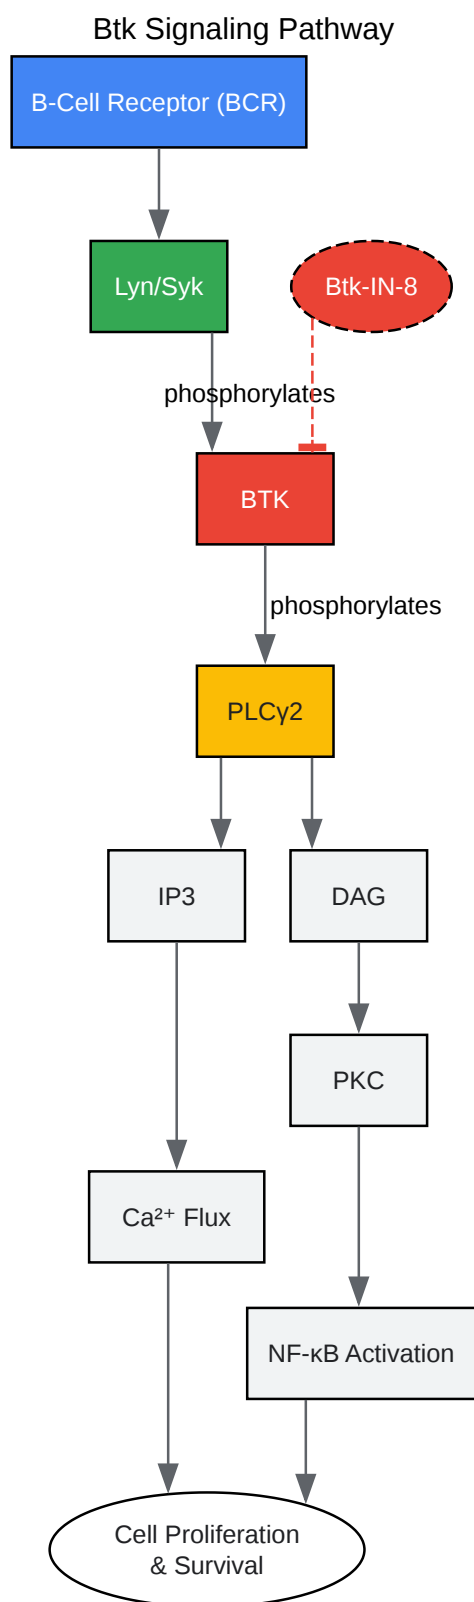 Btk Signaling Pathway
B-Cell Receptor (BCR)
Lyn/Syk
Btk-IN-8
phosphorylates
BTK
phosphorylates
PLCγ2
IP3
DAG
PKC
Ca²⁺ Flux
NF-κB Activation
Cell Proliferation
& Survival